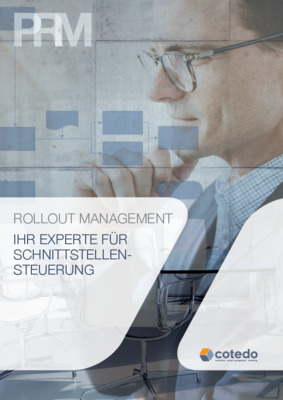 PRM
ROLLOUT MANAGEMENT
IHR EXPERTE FÜR
SCHNITTSTELLEN-
STEUERUNG
cotedo